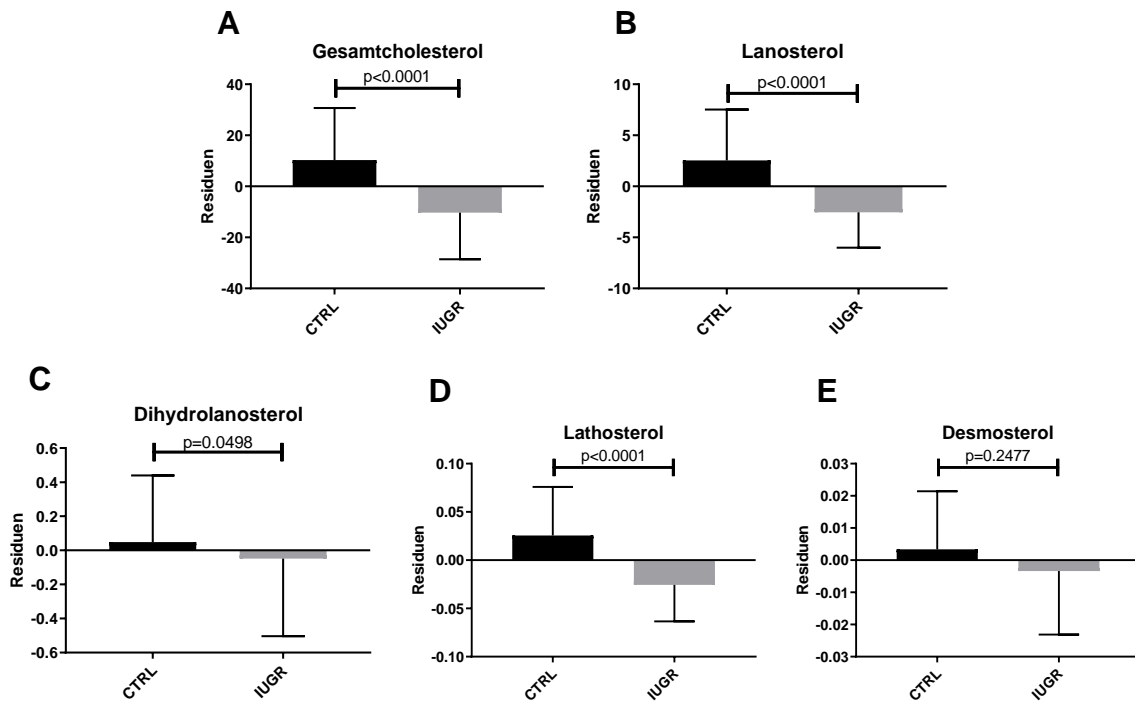 A
Gesamtcholesterol
p<0.0001
40
20
0
-20
-40
Residuen
CTRL
IUGR
B
Lanosterol
p<0.0001
10
5
0
-5
-10
Residuen
CTRL
IUGR
C
Dihydrolanosterol
p=0.0498
0.6
0.4
0.2
0.0
-0.2
-0.4
-0.6
Residuen
CTRL
IUGR
D
Lathosterol
p<0.0001
0.10
0.05
0.00
-0.05
-0.10
Residuen
CTRL
IUGR
E
Desmosterol
p=0.2477
0.03
0.02
0.01
0.00
-0.01
-0.02
-0.03
Residuen
CTRL
IUGR